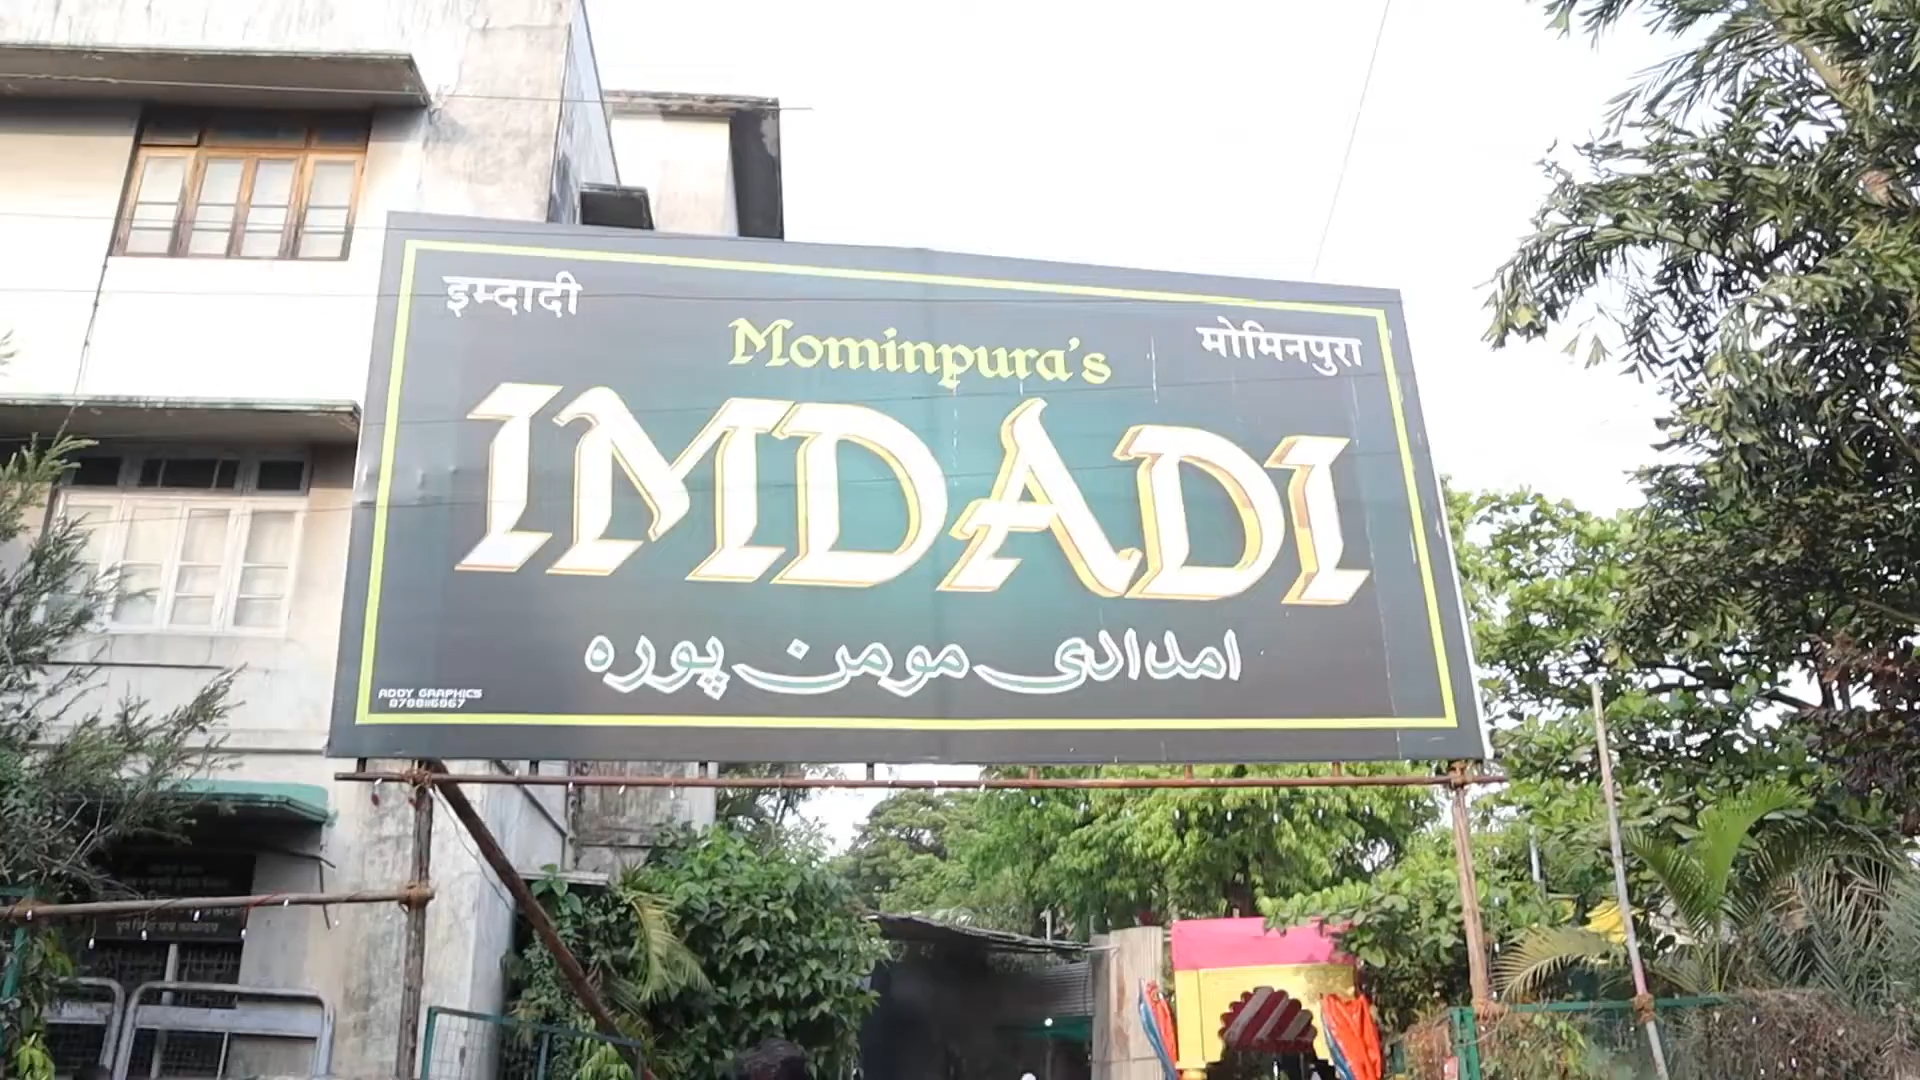 इम्दादी
Mominpura's
मोमिनपुरा
IMDADI
امدادی مومن پورہ
ADDY GRAPHICS